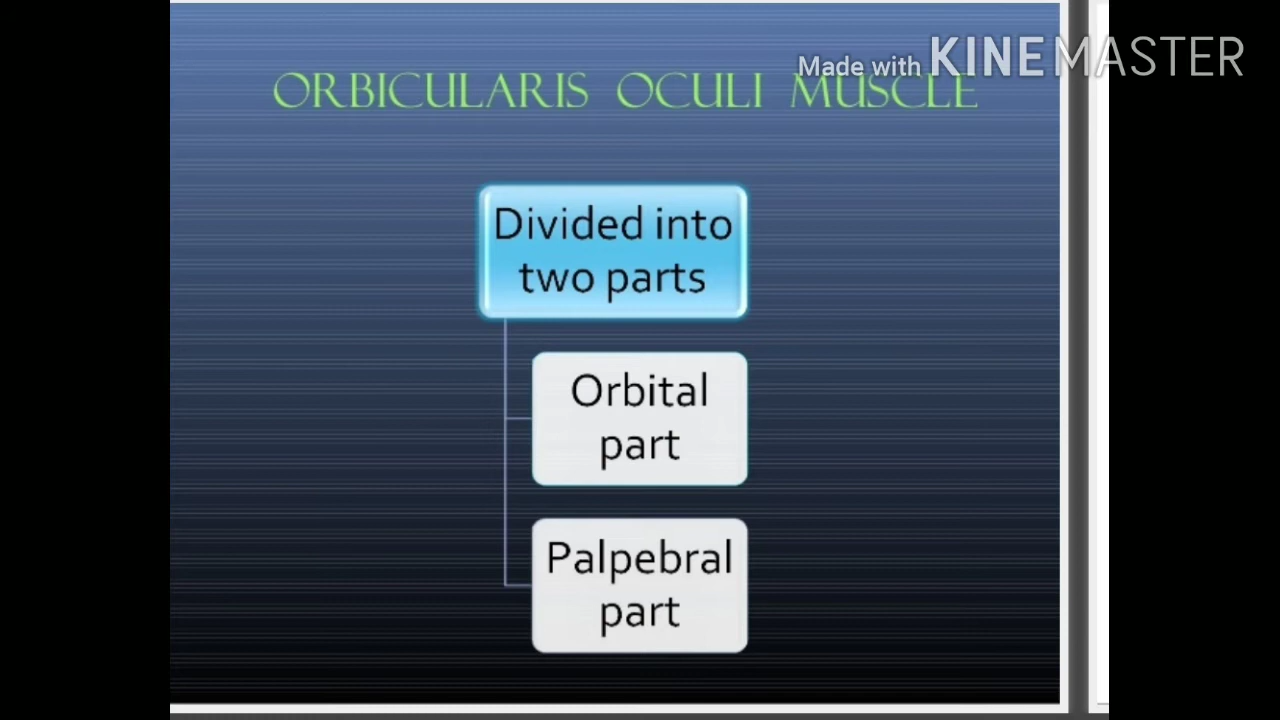 Made with KINEMASTER
ORBICULARIS OCULI MUSCLE
Divided into
two parts
Orbital
part
Palpebral
part